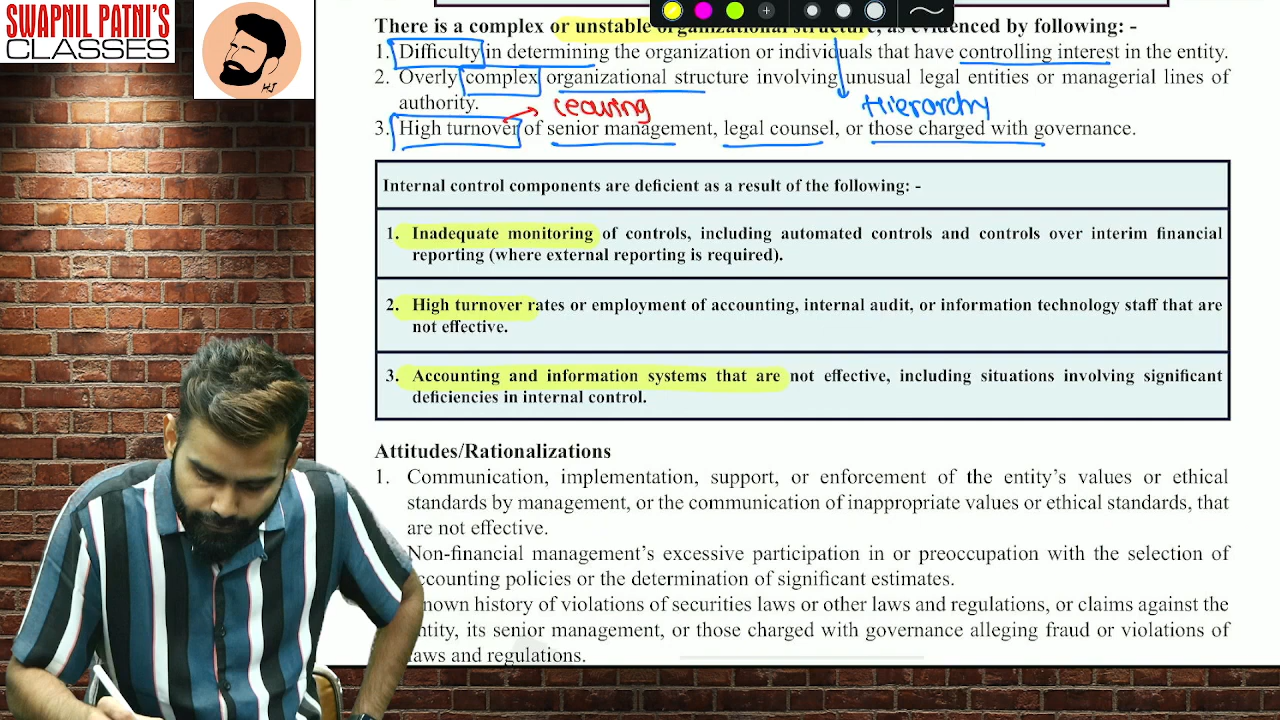 SWAPNIL PATNI'S
CLASSES
HJ
There is a complex or unstable organizational structure, as evidenced by following: -
1. Difficulty in determining the organization or individuals that have controlling interest in the entity.
2. Overly complex organizational structure involving unusual legal entities or managerial lines of
authority.
leaving
Hierarchy
3. High turnover of senior management, legal counsel, or those charged with governance.
Internal control components are deficient as a result of the following: -
1. Inadequate monitoring of controls, including automated controls and controls over interim financial
reporting (where external reporting is required).
2. High turnover rates or employment of accounting, internal audit, or information technology staff that are
not effective.
3. Accounting and information systems that are not effective, including situations involving significant
deficiencies in internal control.
Attitudes/Rationalizations
1. Communication, implementation, support, or enforcement of the entity's values or ethical
standards by management, or the communication of inappropriate values or ethical standards, that
are not effective.
Non-financial management's excessive participation in or preoccupation with the selection of
accounting policies or the determination of significant estimates.
Known history of violations of securities laws or other laws and regulations, or claims against the
entity, its senior management, or those charged with governance alleging fraud or violations of
laws and regulations.